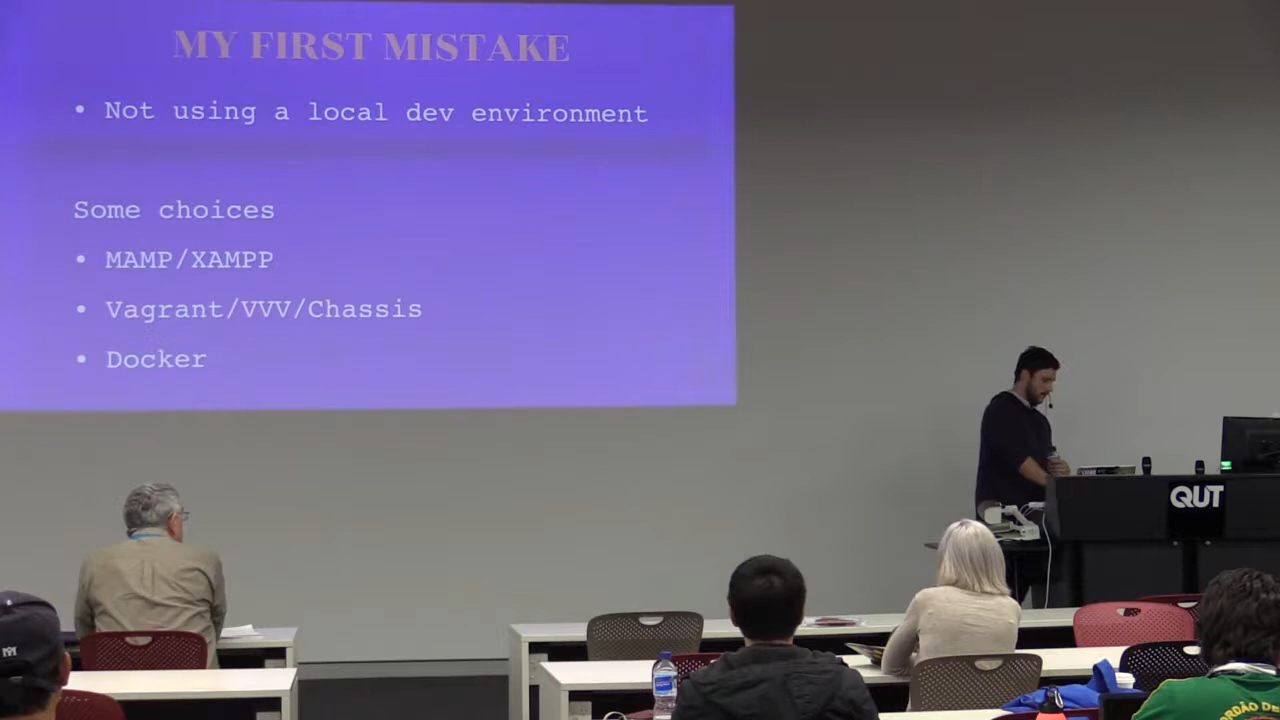 MY FIRST MISTAKE
• Not using a local dev environment
Some choices
• MAMP/XAMPP
• Vagrant/VVV/Chassis
• Docker
QUT